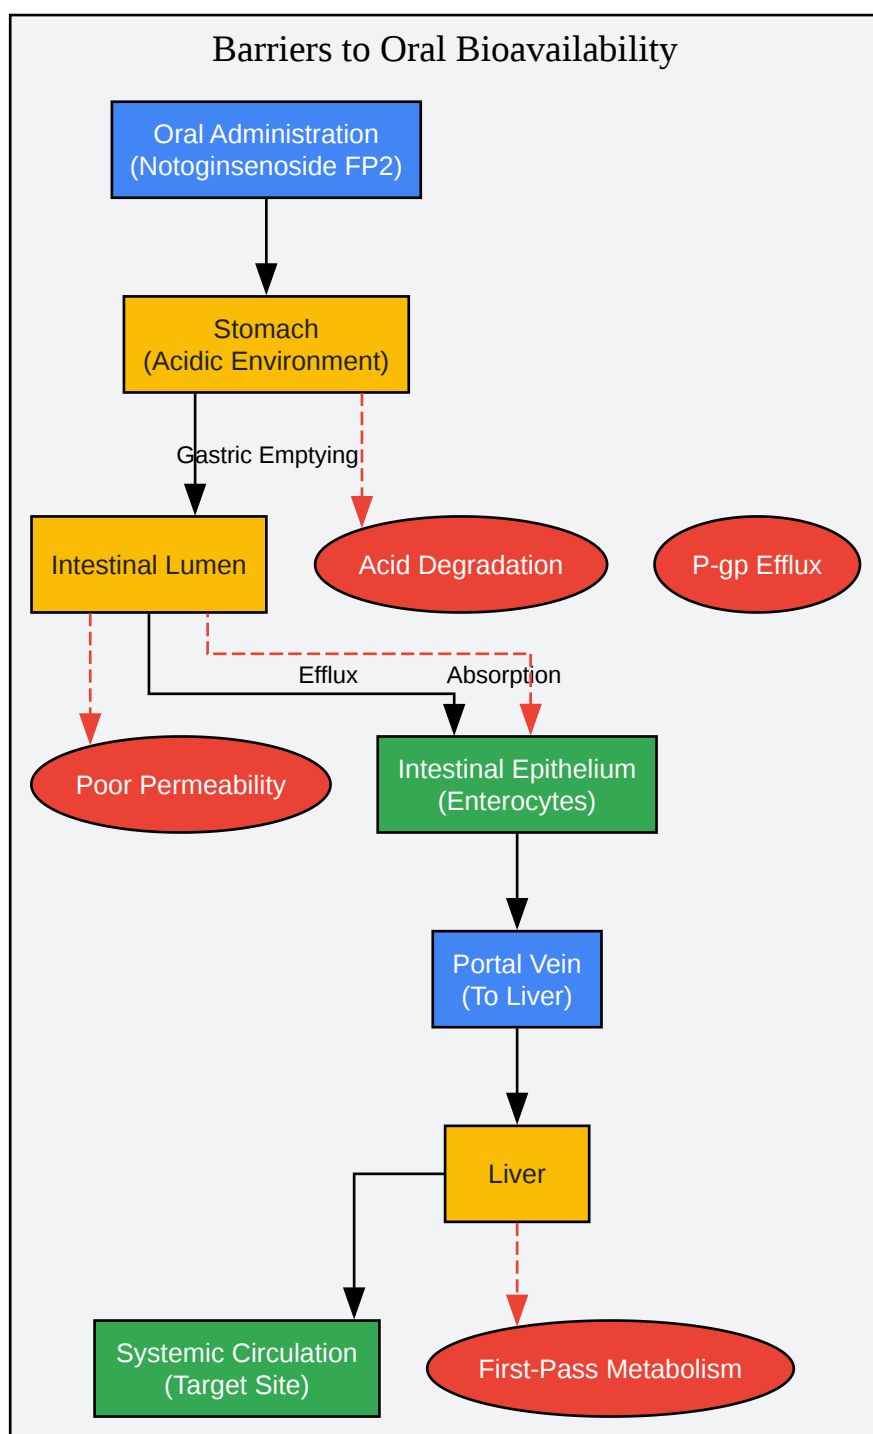 Barriers to Oral Bioavailability
Oral Administration
(Notoginsenoside FP2)
Stomach
(Acidic Environment)
Gastric Emptying
Intestinal Lumen
Acid Degradation
P-gp Efflux
Efflux
Absorption
Poor Permeability
Intestinal Epithelium
(Enterocytes)
Portal Vein
(To Liver)
Liver
Systemic Circulation
(Target Site)
First-Pass Metabolism